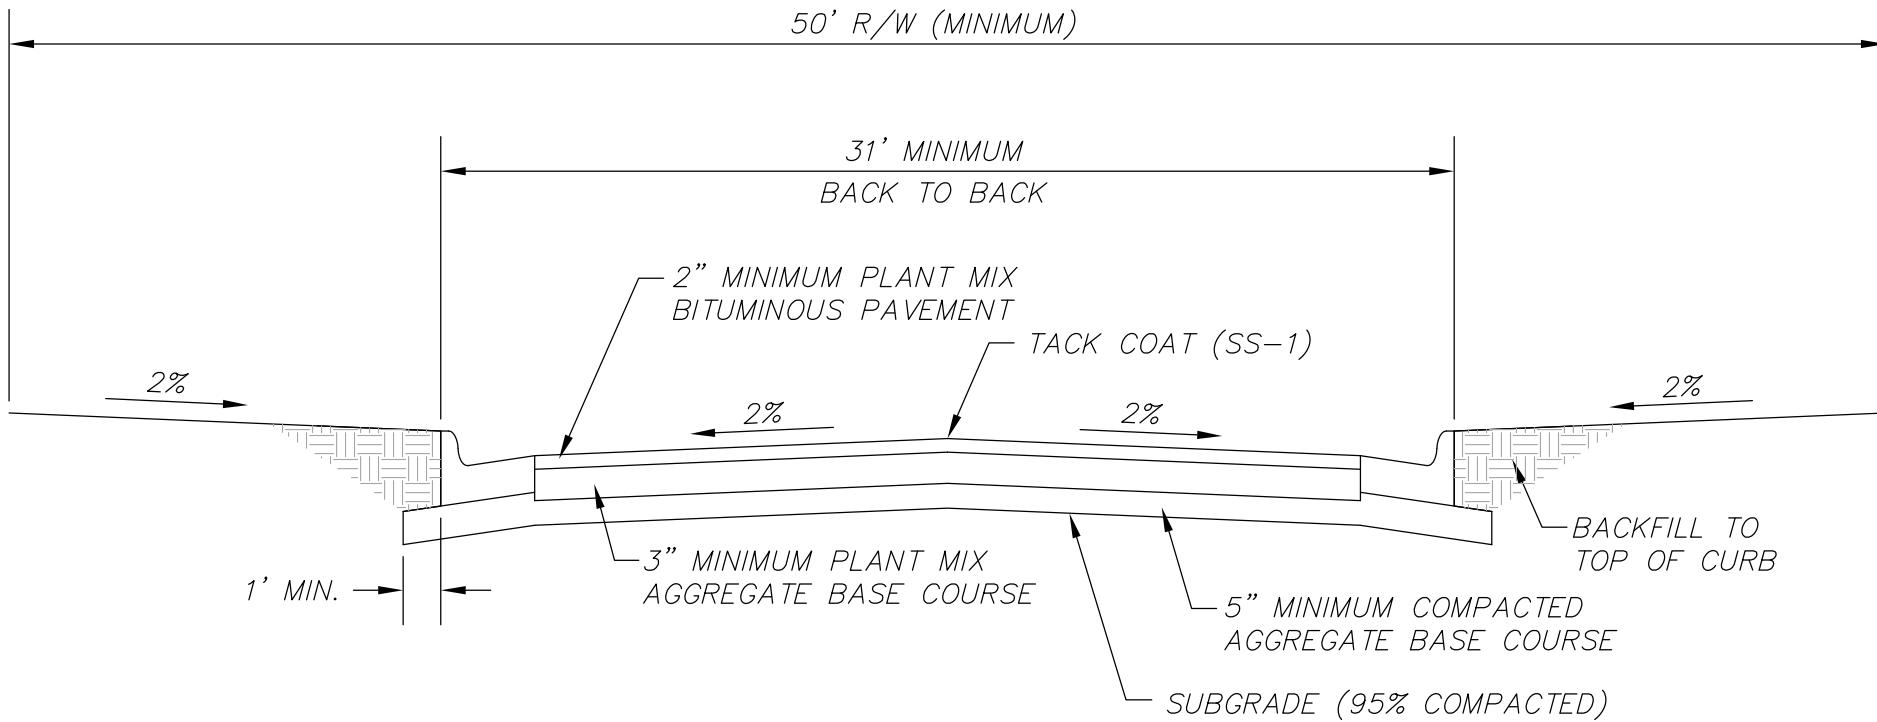 50' R/W (MINIMUM)
31' MINIMUM
BACK TO BACK
2" MINIMUM PLANT MIX
BITUMINOUS PAVEMENT
TACK COAT (SS-1)
2%
2%
2%
2%
3" MINIMUM PLANT MIX
AGGREGATE BASE COURSE
1' MIN.
BACKFILL TO
TOP OF CURB
5" MINIMUM COMPACTED
AGGREGATE BASE COURSE
SUBGRADE (95% COMPACTED)